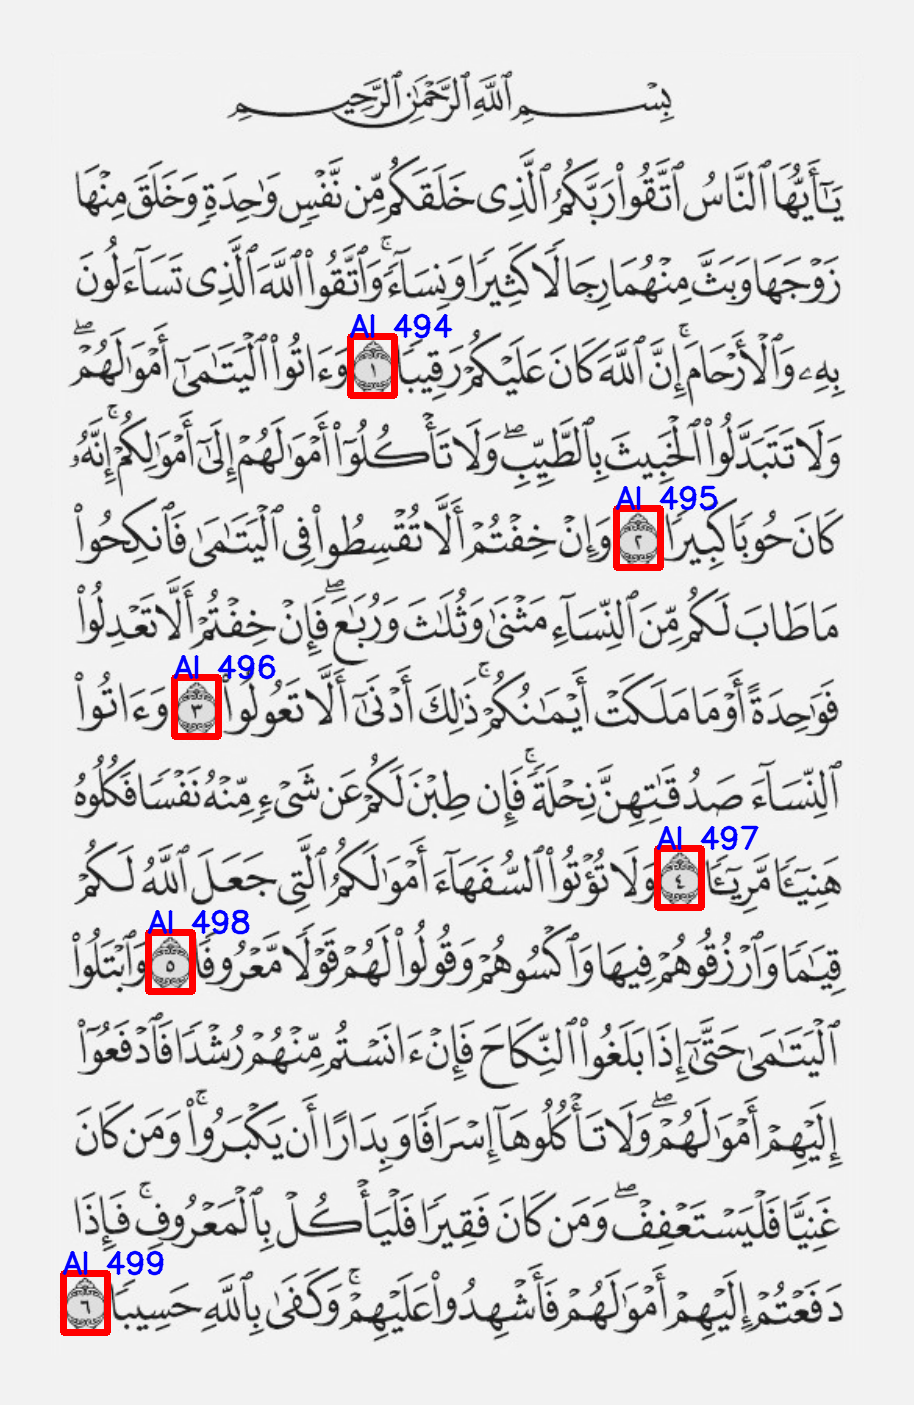 بِسْمِ ٱللَّهِ ٱلرَّحْمَٰنِ ٱلرَّحِيمِ
يَٰٓأَيُّهَا ٱلنَّاسُ ٱتَّقُوا۟ رَبَّكُمُ ٱلَّذِى خَلَقَكُم مِّن نَّفْسٍ وَٰحِدَةٍ وَخَلَقَ مِنْهَا
زَوْجَهَا وَبَثَّ مِنْهُمَا رِجَالًا كَثِيرًا وَنِسَآءً ۚ وَٱتَّقُوا۟ ٱللَّهَ ٱلَّذِى تَسَآءَلُونَ
AI 494
بِهِۦ وَٱلْأَرْحَامَ ۚ إِنَّ ٱللَّهَ كَانَ عَلَيْكُمْ رَقِيبًا ١ وَءَاتُوا۟ ٱلْيَتَٰمَىٰٓ أَمْوَٰلَهُمْ ۖ
وَلَا تَتَبَدَّلُوا۟ ٱلْخَبِيثَ بِٱلطَّيِّبِ ۖ وَلَا تَأْكُلُوٓا۟ أَمْوَٰلَهُمْ إِلَىٰٓ أَمْوَٰلِكُمْ ۚ إِنَّهُۥ
AI 495
كَانَ حُوبًا كَبِيرًا ٢ وَإِنْ خِفْتُمْ أَلَّا تُقْسِطُوا۟ فِى ٱلْيَتَٰمَىٰ فَٱنكِحُوا۟
مَا طَابَ لَكُم مِّنَ ٱلنِّسَآءِ مَثْنَىٰ وَثُلَٰثَ وَرُبَٰعَ ۖ فَإِنْ خِفْتُمْ أَلَّا تَعْدِلُوا۟
AI 496
فَوَٰحِدَةً أَوْ مَا مَلَكَتْ أَيْمَٰنُكُمْ ۚ ذَٰلِكَ أَدْنَىٰٓ أَلَّا تَعُولُوا۟ ٣ وَءَاتُوا۟
ٱلنِّسَآءَ صَدُقَٰتِهِنَّ نِحْلَةً ۚ فَإِن طِبْنَ لَكُمْ عَن شَىْءٍ مِّنْهُ نَفْسًا فَكُلُوهُ
AI 497
هَنِيٓـًٔا مَّرِيٓـًٔا ٤ وَلَا تُؤْتُوا۟ ٱلسُّفَهَآءَ أَمْوَٰلَكُمُ ٱلَّتِى جَعَلَ ٱللَّهُ لَكُمْ
AI 498
قِيَٰمًا وَٱرْزُقُوهُمْ فِيهَا وَٱكْسُوهُمْ وَقُولُوا۟ لَهُمْ قَوْلًا مَّعْرُوفًا ٥ وَٱبْتَلُوا۟
ٱلْيَتَٰمَىٰ حَتَّىٰٓ إِذَا بَلَغُوا۟ ٱلنِّكَاحَ فَإِنْ ءَانَسْتُم مِّنْهُمْ رُشْدًا فَٱدْفَعُوٓا۟
إِلَيْهِمْ أَمْوَٰلَهُمْ ۖ وَلَا تَأْكُلُوهَآ إِسْرَافًا وَبِدَارًا أَن يَكْبَرُوا۟ ۚ وَمَن كَانَ
غَنِيًّا فَلْيَسْتَعْفِفْ ۖ وَمَن كَانَ فَقِيرًا فَلْيَأْكُلْ بِٱلْمَعْرُوفِ ۚ فَإِذَا
AI 499
دَفَعْتُمْ إِلَيْهِمْ أَمْوَٰلَهُمْ فَأَشْهِدُوا۟ عَلَيْهِمْ ۚ وَكَفَىٰ بِٱللَّهِ حَسِيبًا ٦